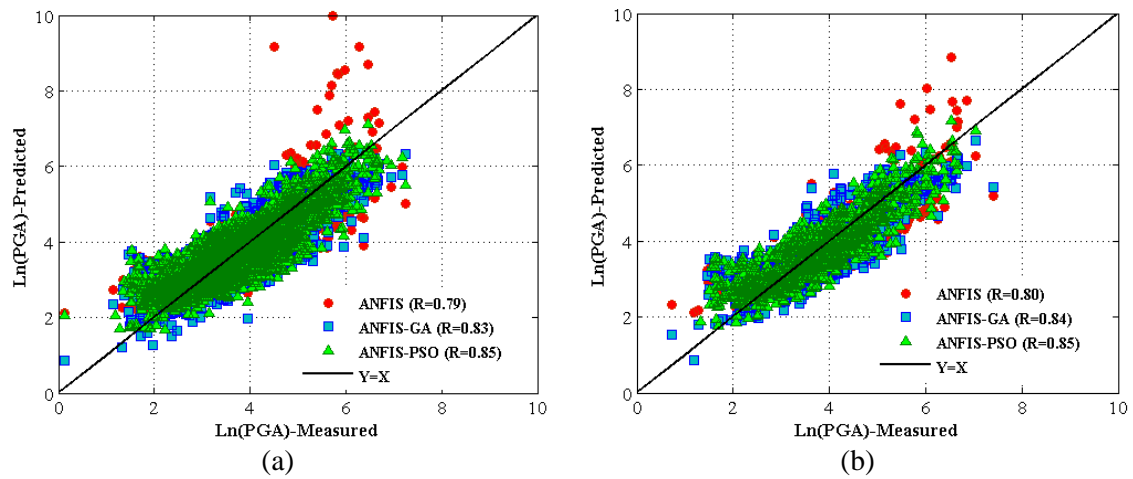 10
8
6
4
2
0
Ln(PGA)-Predicted
ANFIS (R=0.79)
ANFIS-GA (R=0.83)
ANFIS-PSO (R=0.85)
Y=X
0 2 4 6 8 10
Ln(PGA)-Measured
(a)
10
8
6
4
2
0
Ln(PGA)-Predicted
ANFIS (R=0.80)
ANFIS-GA (R=0.84)
ANFIS-PSO (R=0.85)
Y=X
0 2 4 6 8 10
Ln(PGA)-Measured
(b)